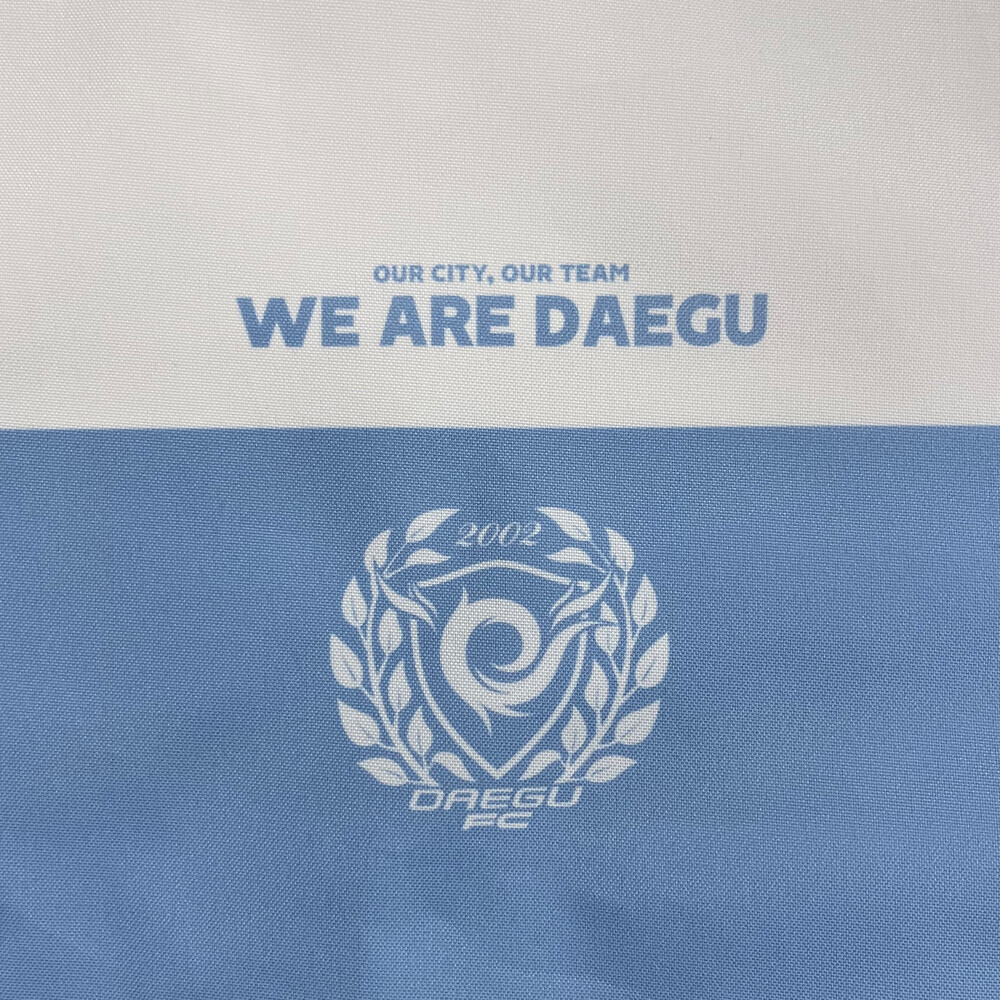 OUR CITY, OUR TEAM
WE ARE DAEGU
2002
DAEGU
FC